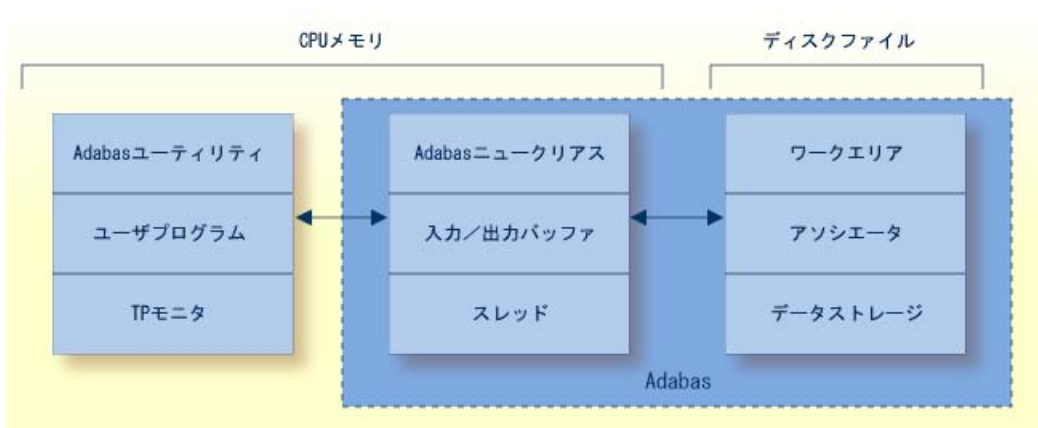 CPUメモリ
ディスクファイル
Adabasユーティリティ
ユーザプログラム
TPモニタ
Adabasニュークリアス
入力／出力バッファ
スレッド
ワークエリア
アソシエータ
データストレージ
Adabas